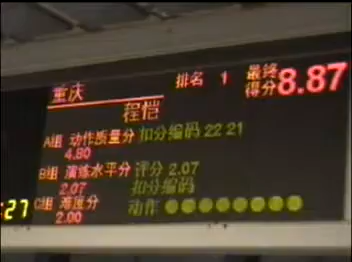 重庆 排名 1 最终得分 8.87
程恺
A组 动作质量分 扣分编码 22 21
4.80
B组 演练水平分 评分 2.07
2.07 扣分编码
:27 C组 难度分 动作
2.00